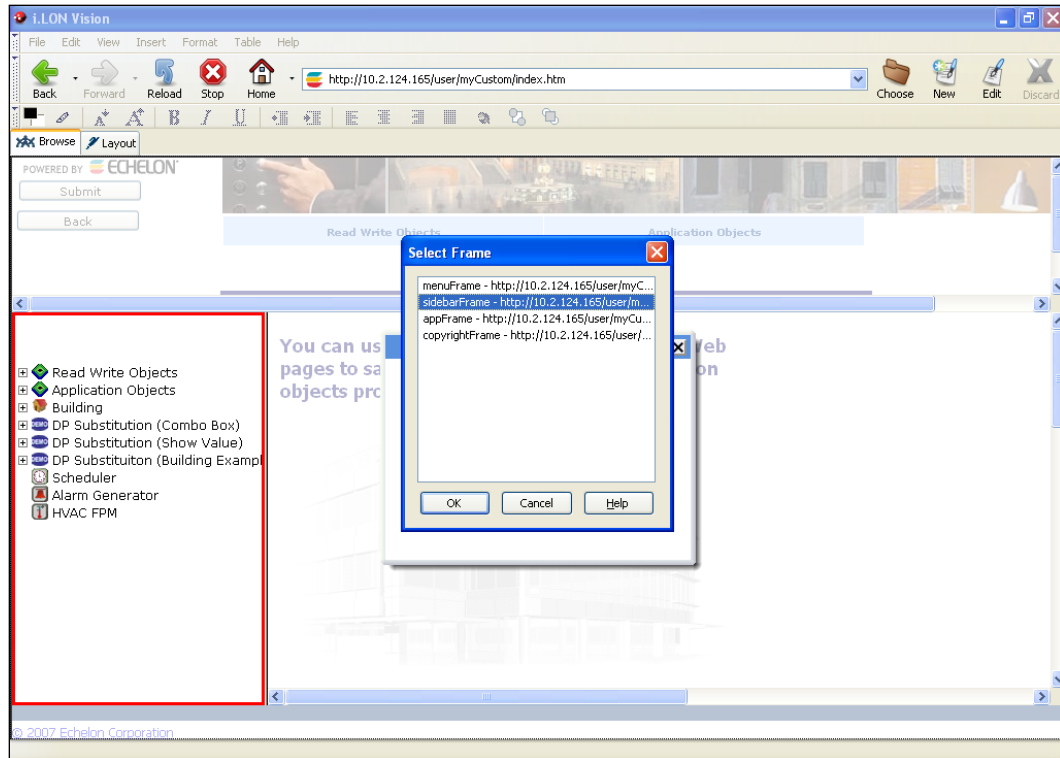 i.LON Vision
File Edit View Insert Format Table Help
Back Forward Reload Stop Home http://10.2.124.165/user/myCustom/index.htm Choose New Edit Discard
B I U
Browse Layout
POWERED BY ECHELON
Submit
Back
Read Write Objects Application Objects
Select Frame
menuFrame - http://10.2.124.165/user/myC...
sidebarFrame - http://10.2.124.165/user/m...
appFrame - http://10.2.124.165/user/myCu...
copyrightFrame - http://10.2.124.165/user/...
OK Cancel Help
Read Write Objects
Application Objects
Building
DEMO DP Substitution (Combo Box)
DEMO DP Substitution (Show Value)
DEMO DP Substituiton (Building Exampl
Scheduler
Alarm Generator
HVAC FPM
You can us
pages to sa on
objects prc
© 2007 Echelon Corporation